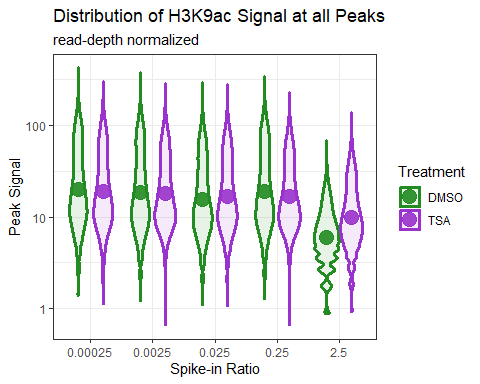 Distribution of H3K9ac Signal at all Peaks
read-depth normalized
Peak Signal
100
10
1
0.00025
0.0025
0.025
0.25
2.5
Spike-in Ratio
Treatment
DMSO
TSA